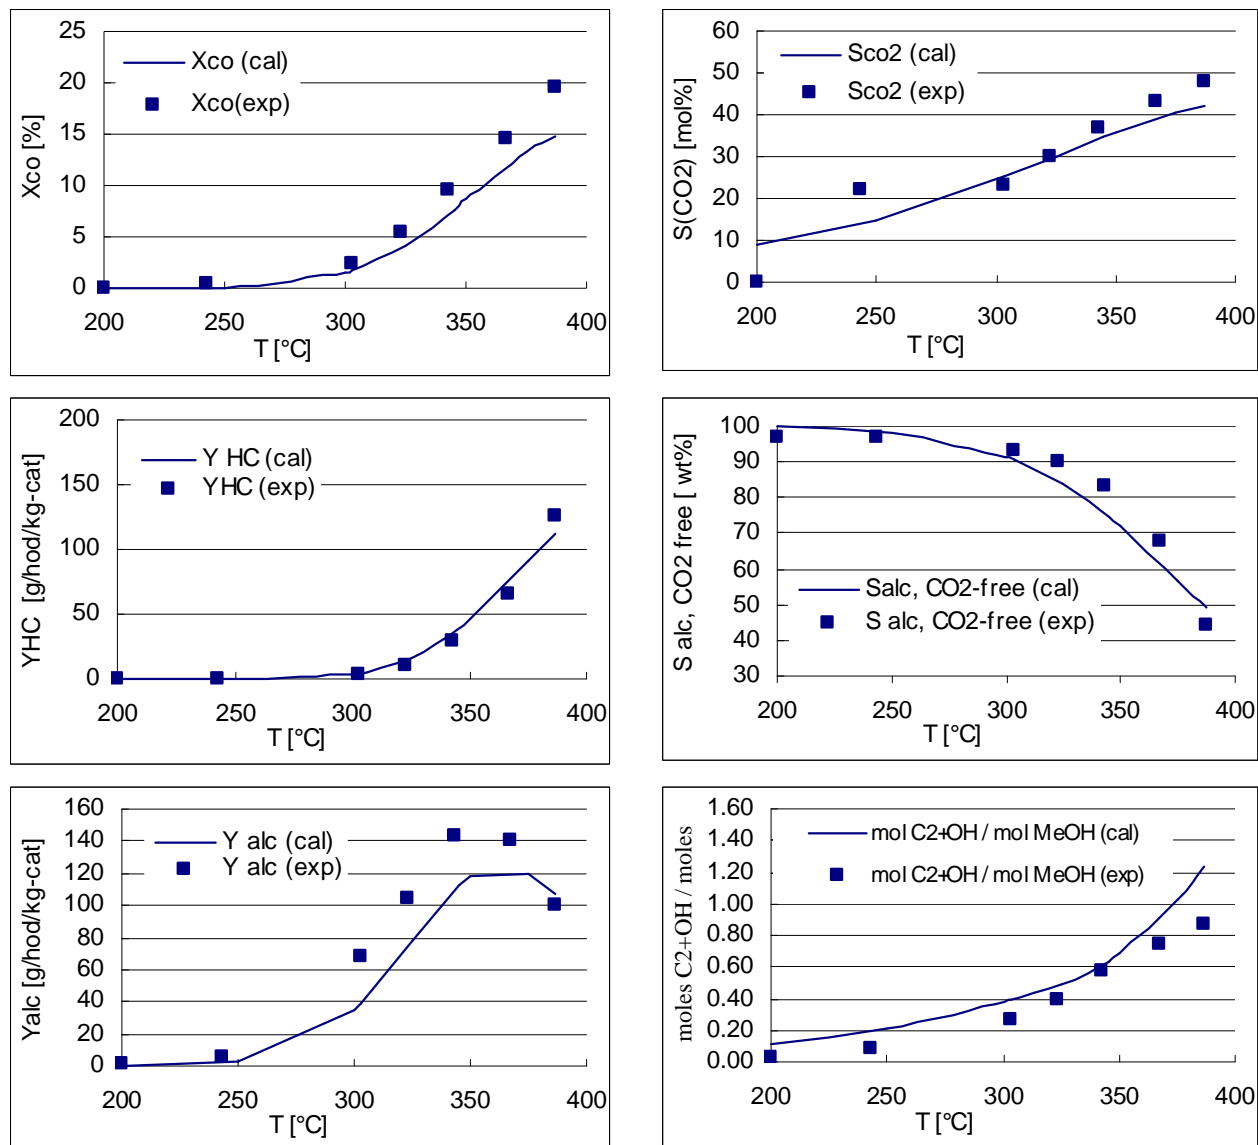 25
20
15
10
5
0
Xco [%]
Xco (cal)
Xco(exp)
200 250 300 350 400
T [°C]
60
50
40
30
20
10
0
S(CO2) [mol%]
Sco2 (cal)
Sco2 (exp)
200 250 300 350 400
T [°C]
200
150
100
50
0
YHC [g/hod/kg-cat]
Y HC (cal)
YHC (exp)
200 250 300 350 400
T [°C]
100
90
80
70
60
50
40
30
S alc, CO2 free [ wt%]
Salc, CO2-free (cal)
S alc, CO2-free (exp)
200 250 300 350 400
T [°C]
160
140
120
100
80
60
40
20
0
Yalc [g/hod/kg-cat]
Y alc (cal)
Y alc (exp)
200 250 300 350 400
T [°C]
1.60
1.40
1.20
1.00
0.80
0.60
0.40
0.20
0.00
moles C2+OH / moles
mol C2+OH / mol MeOH (cal)
mol C2+OH / mol MeOH (exp)
200 250 300 350 400
T [°C]